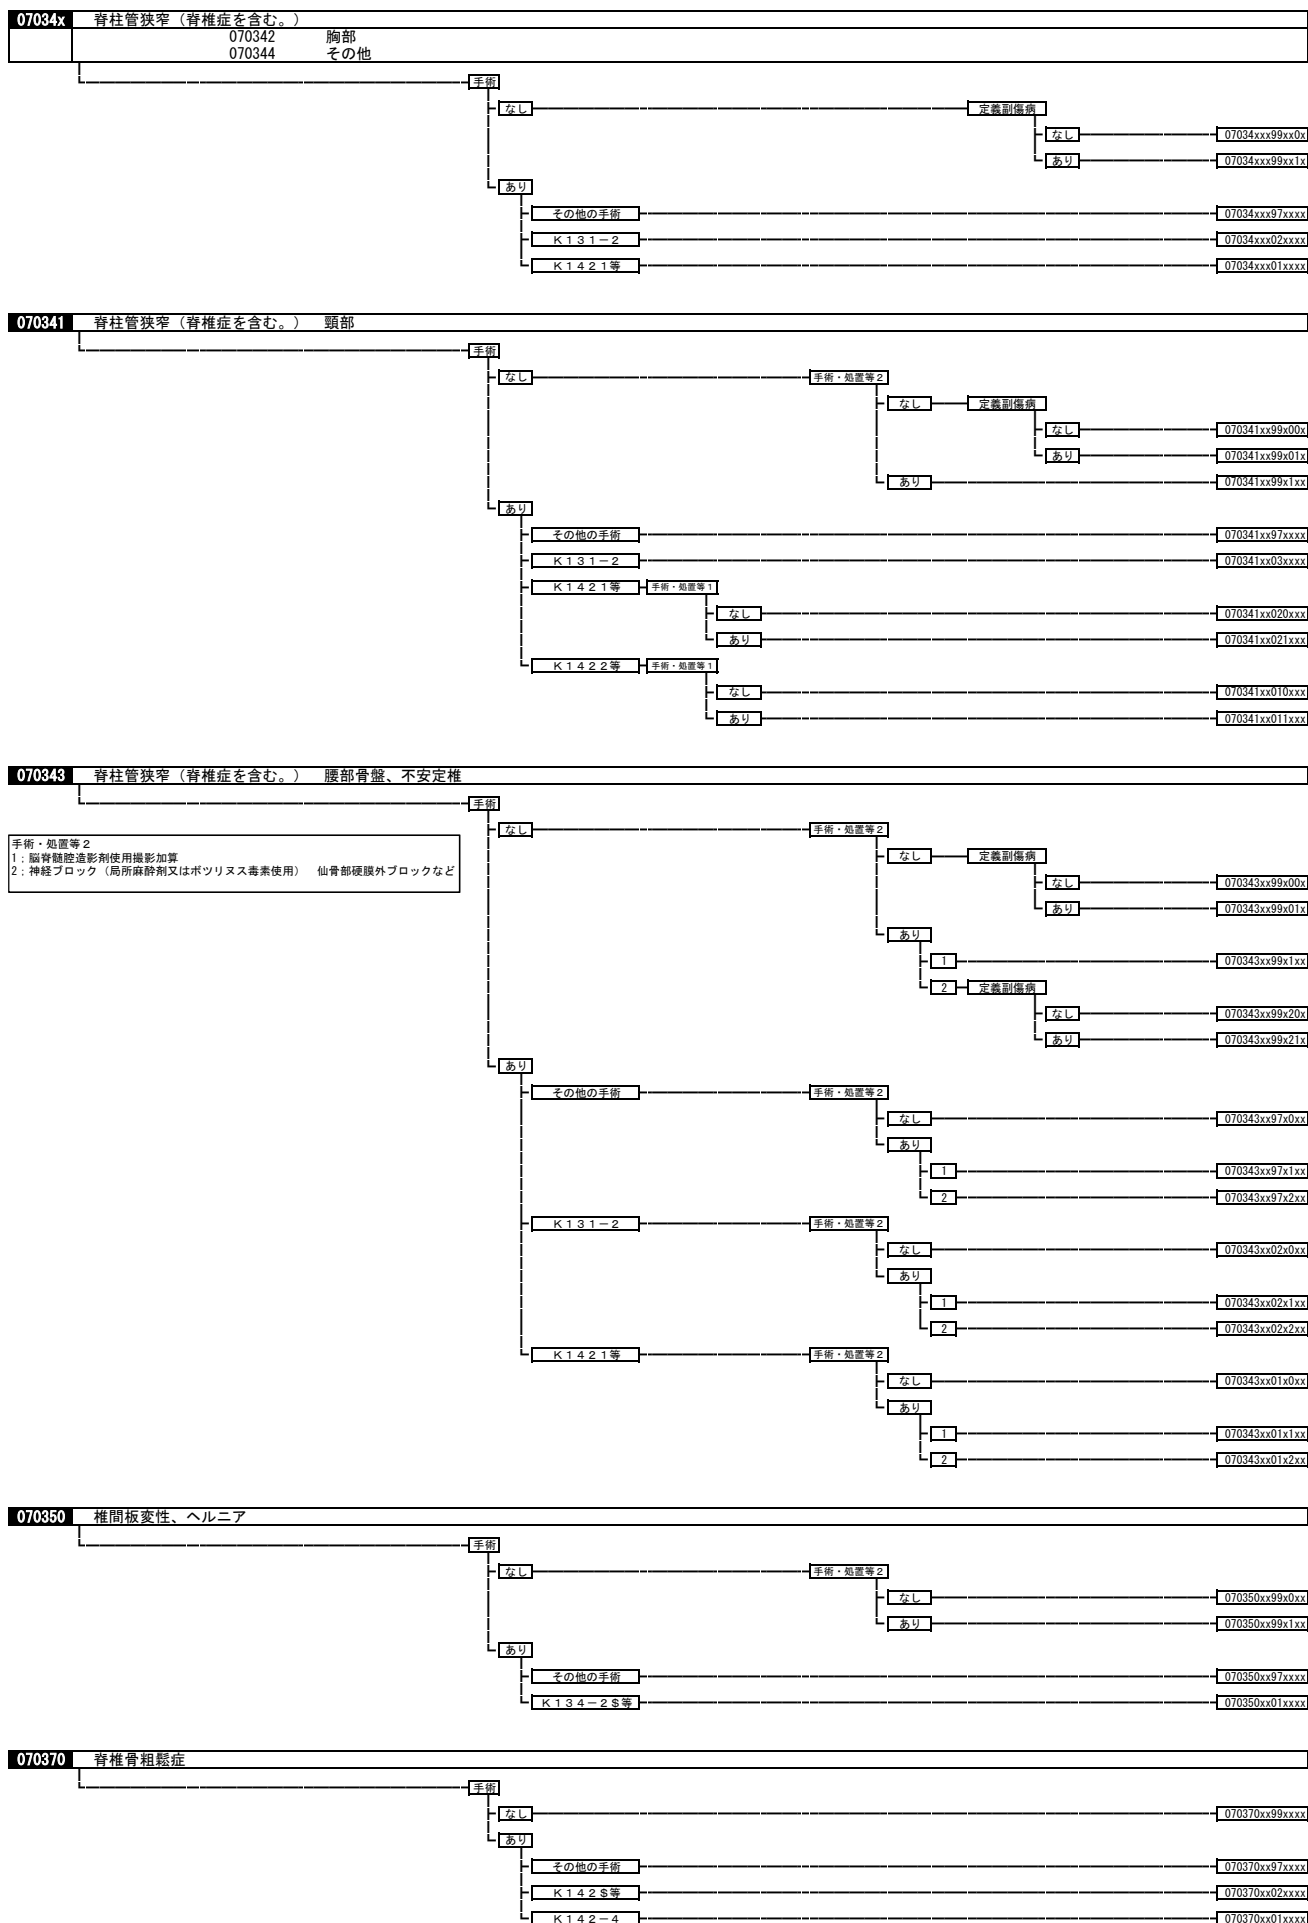 07034x 脊柱管狭窄（脊椎症を含む。）
070342 胸部
070344 その他
手術
なし 定義副傷病
なし 07034xxx99xx0x
あり 07034xxx99xx1x
あり
その他の手術 07034xxx97xxxx
Ｋ１３１－２ 07034xxx02xxxx
Ｋ１４２１等 07034xxx01xxxx
070341 脊柱管狭窄（脊椎症を含む。） 頸部
手術
なし 手術・処置等２
なし 定義副傷病
なし 070341xx99x00x
あり 070341xx99x01x
あり 070341xx99x1xx
あり
その他の手術 070341xx97xxxx
Ｋ１３１－２ 070341xx03xxxx
Ｋ１４２１等 手術・処置等１
なし 070341xx020xxx
あり 070341xx021xxx
Ｋ１４２２等 手術・処置等１
なし 070341xx010xxx
あり 070341xx011xxx
070343 脊柱管狭窄（脊椎症を含む。） 腰部骨盤、不安定椎
手術
なし 手術・処置等２
手術・処置等２
1：脳脊髄腔造影剤使用撮影加算
2：神経ブロック（局所麻酔剤又はボツリヌス毒素使用） 仙骨部硬膜外ブロックなど
なし 定義副傷病
なし 070343xx99x00x
あり 070343xx99x01x
あり
1 070343xx99x1xx
2 定義副傷病
なし 070343xx99x20x
あり 070343xx99x21x
あり
その他の手術 手術・処置等２
なし 070343xx97x0xx
あり
1 070343xx97x1xx
2 070343xx97x2xx
Ｋ１３１－２ 手術・処置等２
なし 070343xx02x0xx
あり
1 070343xx02x1xx
2 070343xx02x2xx
Ｋ１４２１等 手術・処置等２
なし 070343xx01x0xx
あり
1 070343xx01x1xx
2 070343xx01x2xx
070350 椎間板変性、ヘルニア
手術
なし 手術・処置等２
なし 070350xx99x0xx
あり 070350xx99x1xx
あり
その他の手術 070350xx97xxxx
Ｋ１３４－２＄等 070350xx01xxxx
070370 脊椎骨粗鬆症
手術
なし 070370xx99xxxx
あり
その他の手術 070370xx97xxxx
Ｋ１４２＄等 070370xx02xxxx
Ｋ１４２－４ 070370xx01xxxx